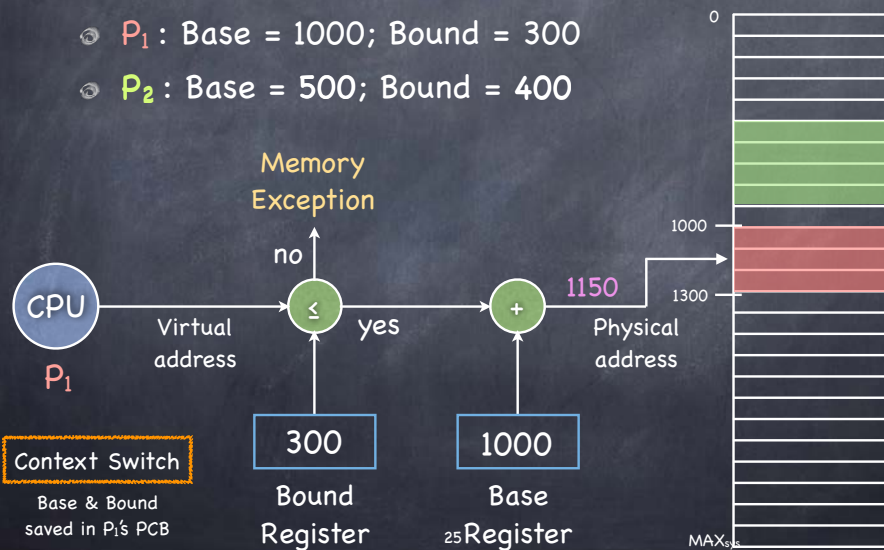 P₁ : Base = 1000; Bound = 300
P₂ : Base = 500; Bound = 400
0
Memory
Exception
no
1000
CPU
≤
yes
+
1150
1300
Virtual
address
Physical
address
P₁
300
1000
Context Switch
Base & Bound
saved in P₁'s PCB
Bound
Register
Base
Register
25
MAXsys